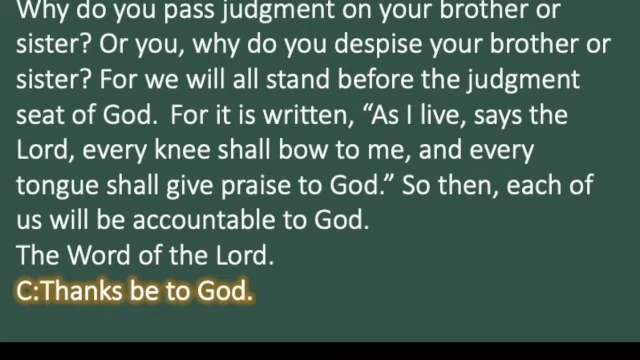 Why do you pass judgment on your brother or
sister? Or you, why do you despise your brother or
sister? For we will all stand before the judgment
seat of God.  For it is written, “As I live, says the
Lord, every knee shall bow to me, and every
tongue shall give praise to God.” So then, each of
us will be accountable to God.
The Word of the Lord.
C:Thanks be to God.